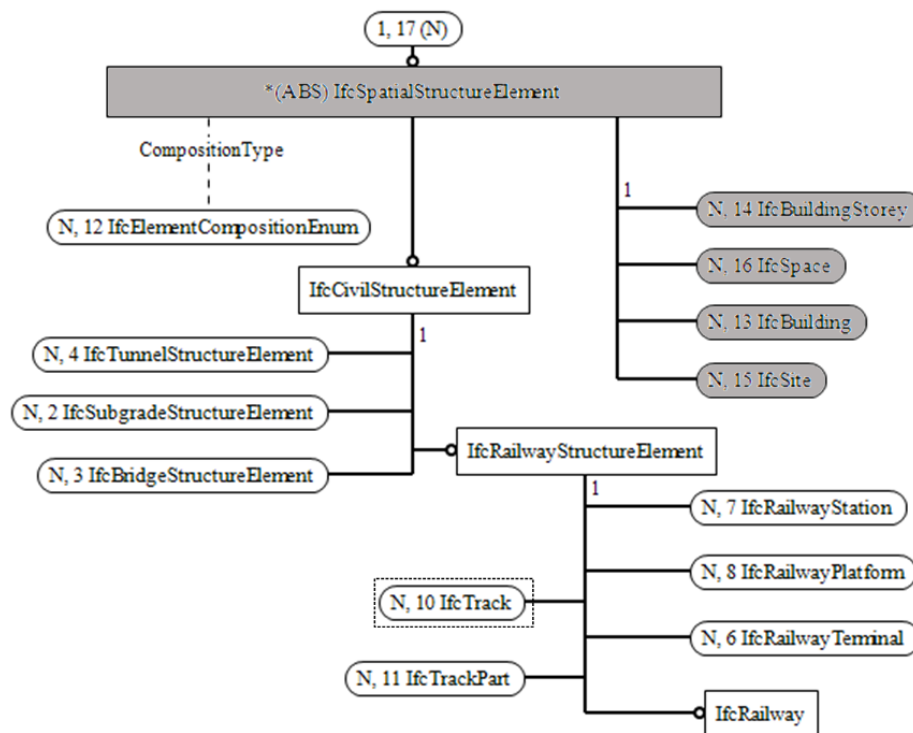 1, 17 (N)
*(ABS) IfcSpatialStructureElement
CompositionType
N, 12 IfcElementCompositionEnum
1
N, 14 IfcBuildingStorey
N, 16 IfcSpace
N, 13 IfcBuilding
N, 15 IfcSite
IfcCivilStructureElement
1
N, 4 IfcTunnelStructureElement
N, 2 IfcSubgradeStructureElement
N, 3 IfcBridgeStructureElement
IfcRailwayStructureElement
1
N, 7 IfcRailwayStation
N, 8 IfcRailwayPlatform
N, 10 IfcTrack
N, 6 IfcRailwayTerminal
N, 11 IfcTrackPart
IfcRailway